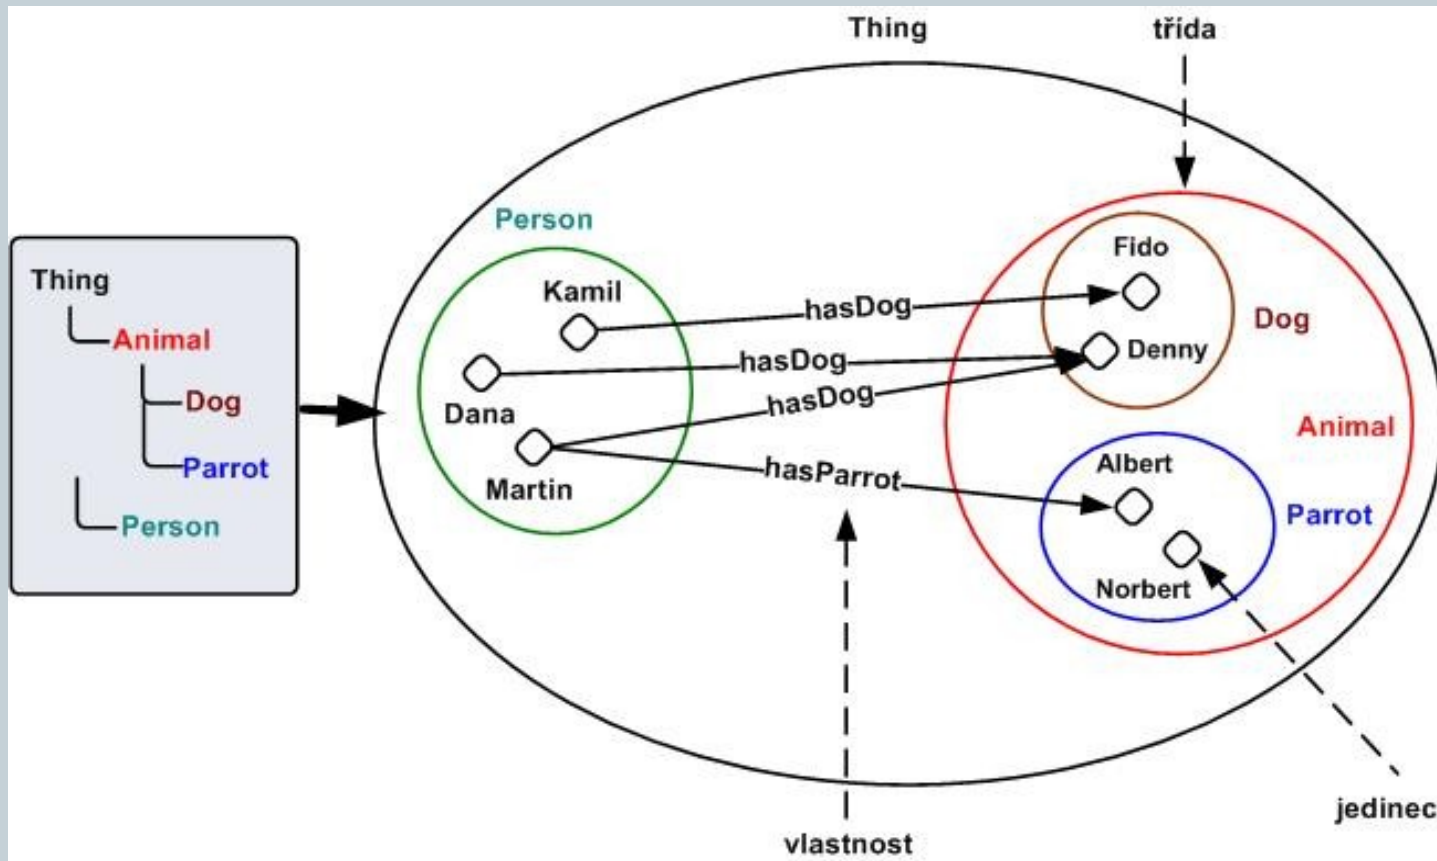 Thing
třída
Person
Thing
Animal
Dog
Parrot
Person
Kamil
Dana
Martin
hasDog
hasDog
hasDog
hasParrot
Fido
Denny
Dog
Animal
Albert
Norbert
Parrot
vlastnost
jedinec